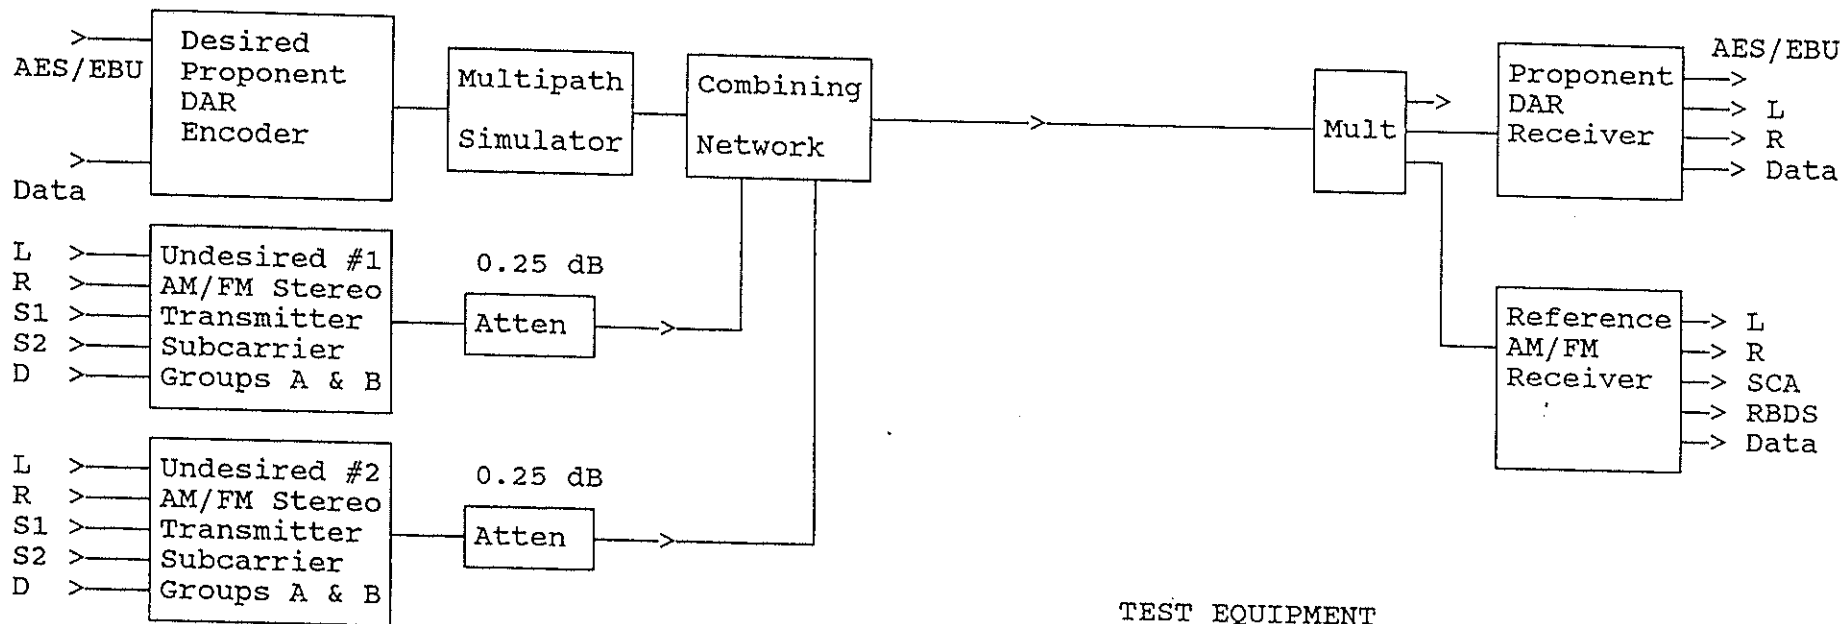 AES/EBU
Data
Desired
Proponent
DAR
Encoder
Multipath
Simulator
Combining
Network
Mult
Proponent
DAR
Receiver
AES/EBU
L
R
Data
L
R
S1
S2
D
Undesired #1
AM/FM Stereo
Transmitter
Subcarrier
Groups A & B
0.25 dB
Atten
Reference
AM/FM
Receiver
L
R
SCA
RBDS
Data
L
R
S1
S2
D
Undesired #2
AM/FM Stereo
Transmitter
Subcarrier
Groups A & B
0.25 dB
Atten
TEST EQUIPMENT